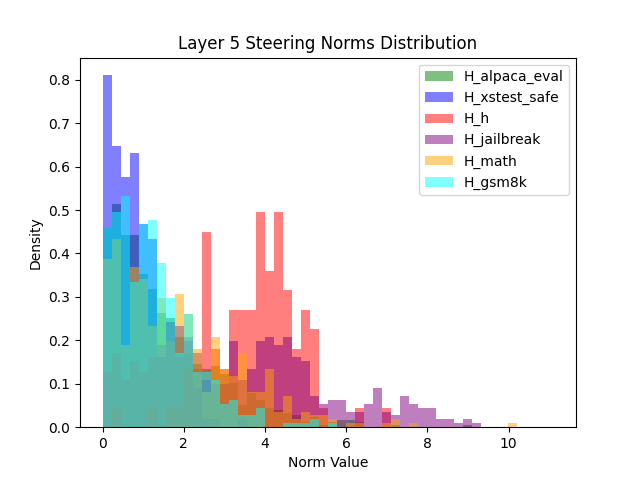 Layer 5 Steering Norms Distribution
H_alpaca_eval
H_xstest_safe
H_h
H_jailbreak
H_math
H_gsm8k
Density
0.8
0.7
0.6
0.5
0.4
0.3
0.2
0.1
0.0
0 2 4 6 8 10
Norm Value